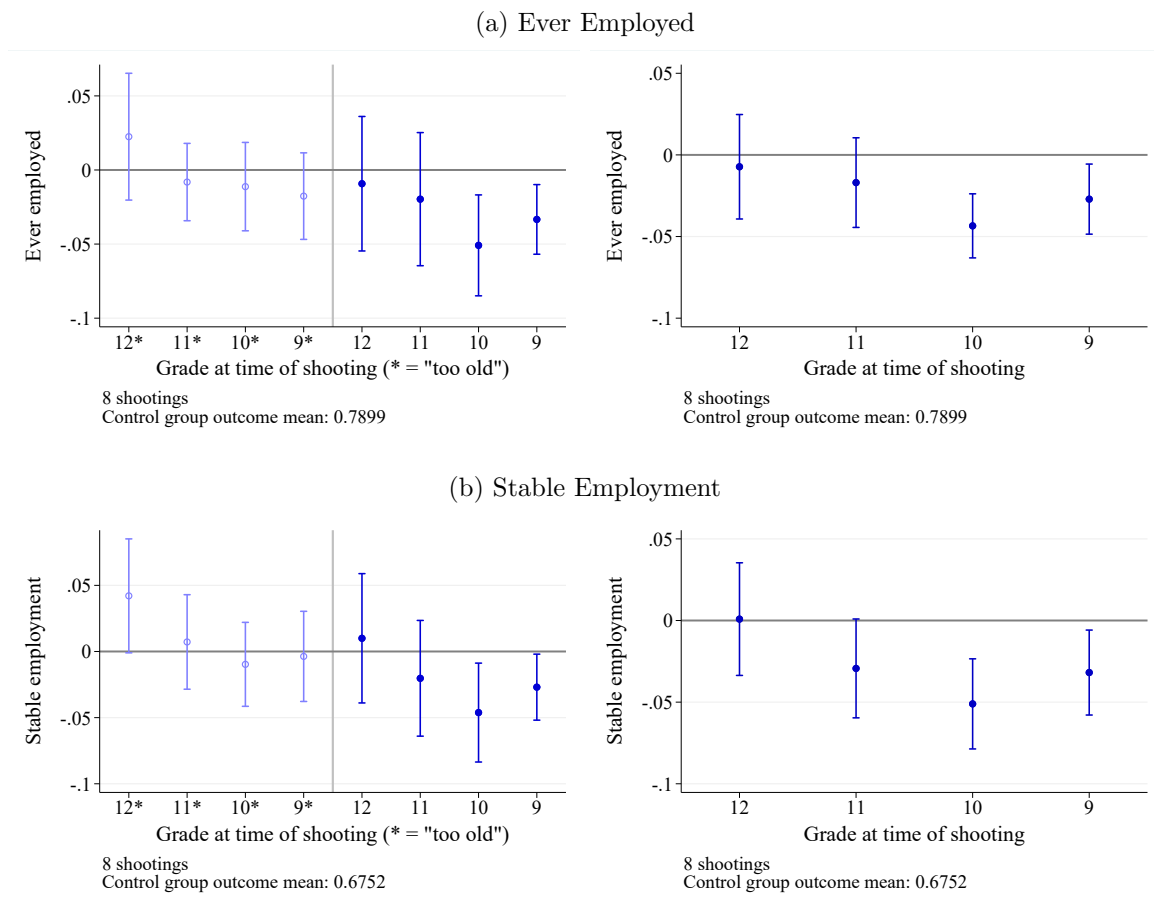 (a) Ever Employed
Ever employed
.05
0
-.05
-.1
12* 11* 10* 9* 12 11 10 9
Grade at time of shooting (* = "too old")
8 shootings
Control group outcome mean: 0.7899
Ever employed
.05
0
-.05
-.1
12 11 10 9
Grade at time of shooting
8 shootings
Control group outcome mean: 0.7899
(b) Stable Employment
Stable employment
.05
0
-.05
-.1
12* 11* 10* 9* 12 11 10 9
Grade at time of shooting (* = "too old")
8 shootings
Control group outcome mean: 0.6752
Stable employment
.05
0
-.05
-.1
12 11 10 9
Grade at time of shooting
8 shootings
Control group outcome mean: 0.6752